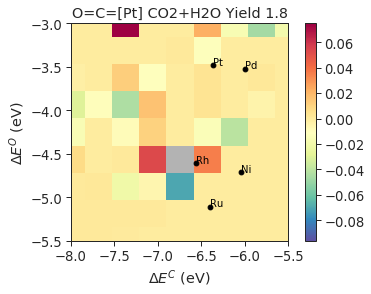 O=C=[Pt] CO2+H2O Yield 1.8
−3.0
−3.5
−4.0
−4.5
−5.0
−5.5
ΔE^O (eV)
Pt
Pd
Rh
Ni
Ru
−8.0 −7.5 −7.0 −6.5 −6.0 −5.5
ΔE^C (eV)
0.06
0.04
0.02
0.00
−0.02
−0.04
−0.06
−0.08